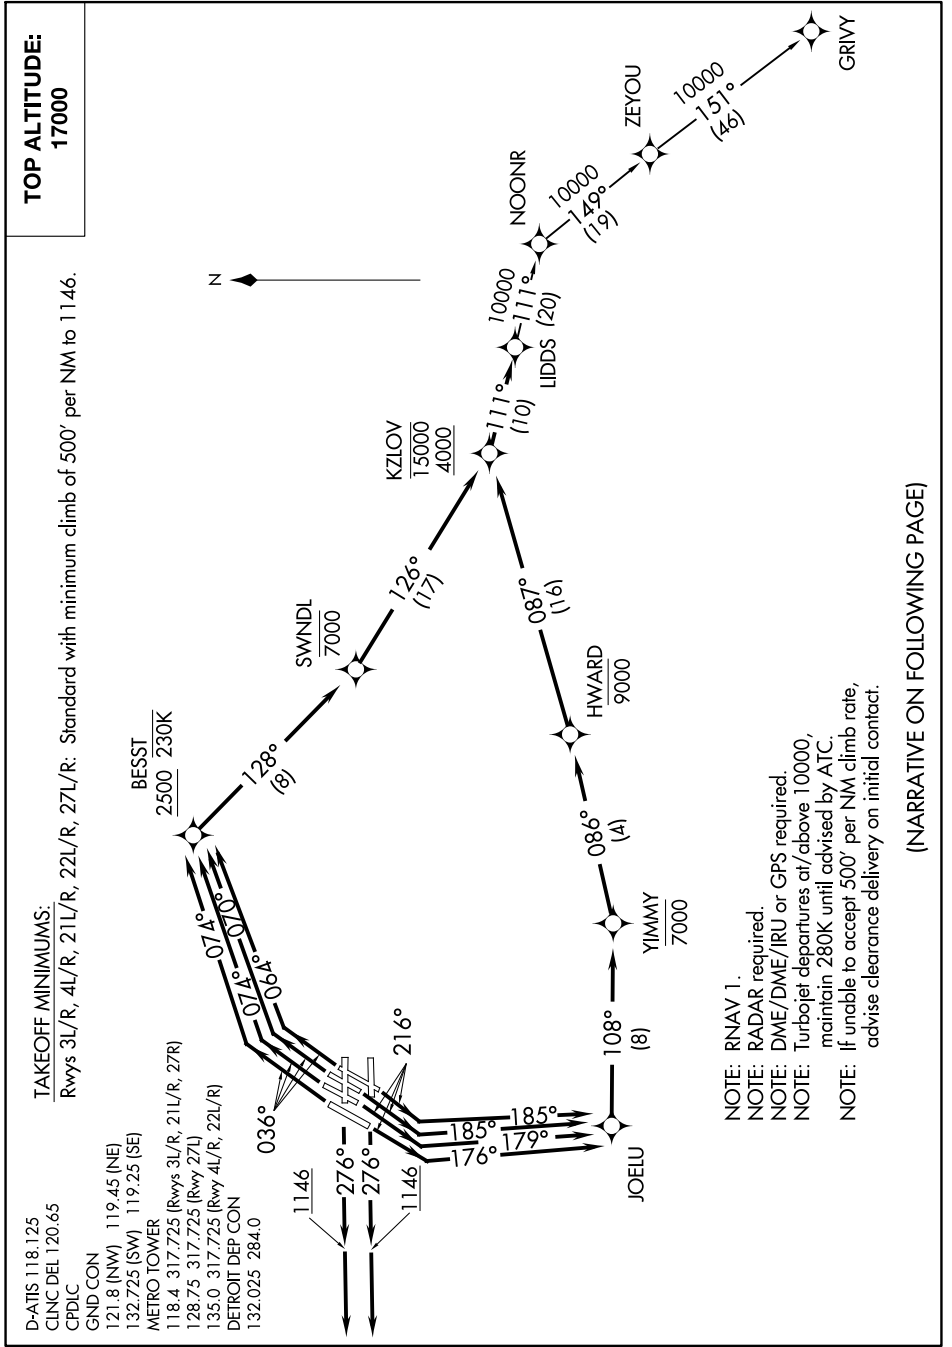 TOP ALTITUDE:
17000
TAKEOFF MINIMUMS:
Rwys 3L/R, 4L/R, 21L/R, 22L/R, 27L/R: Standard with minimum climb of 500' per NM to 1146.
D-ATIS 118.125
CLNC DEL 120.65
CPDLC
GND CON
121.8 (NW) 119.45 (NE)
132.725 (SW) 119.25 (SE)
METRO TOWER
118.4 317.725 (Rwys 3L/R, 21L/R, 27R)
128.75 317.725 (Rwy 27L)
135.0 317.725 (Rwy 4L/R, 22L/R)
DETROIT DEP CON
132.025 284.0
N
BESST
2500 230K
074°
074°
070°
064°
036°
128°
(8)
SWNDL
7000
126°
(17)
KZLOV
15000
4000
111°
(10)
LIDDS
10000
111°
(20)
NOONR
10000
149°
(19)
ZEYOU
10000
151°
(46)
GRIVY
1146
276°
276°
1146
216°
185°
185°
179°
176°
JOELU
108°
(8)
YIMMY
7000
086°
(4)
HWARD
9000
087°
(16)
NOTE: RNAV 1.
NOTE: RADAR required.
NOTE: DME/DME/IRU or GPS required.
NOTE: Turbojet departures at/above 10000,
maintain 280K until advised by ATC.
NOTE: If unable to accept 500' per NM climb rate,
advise clearance delivery on initial contact.
(NARRATIVE ON FOLLOWING PAGE)